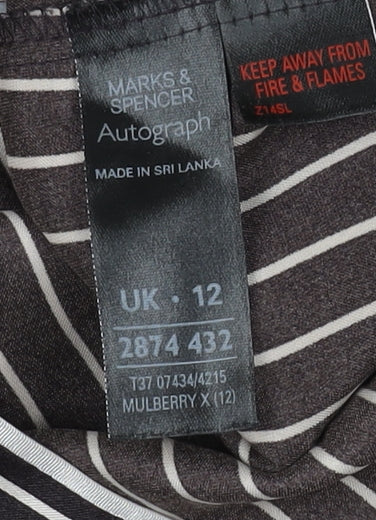 MARKS &
SPENCER
Autograph
MADE IN SRI LANKA
UK · 12
2874 432
T37 07434/4215
MULBERRY X (12)
KEEP AWAY FROM
FIRE & FLAMES
Z14SL